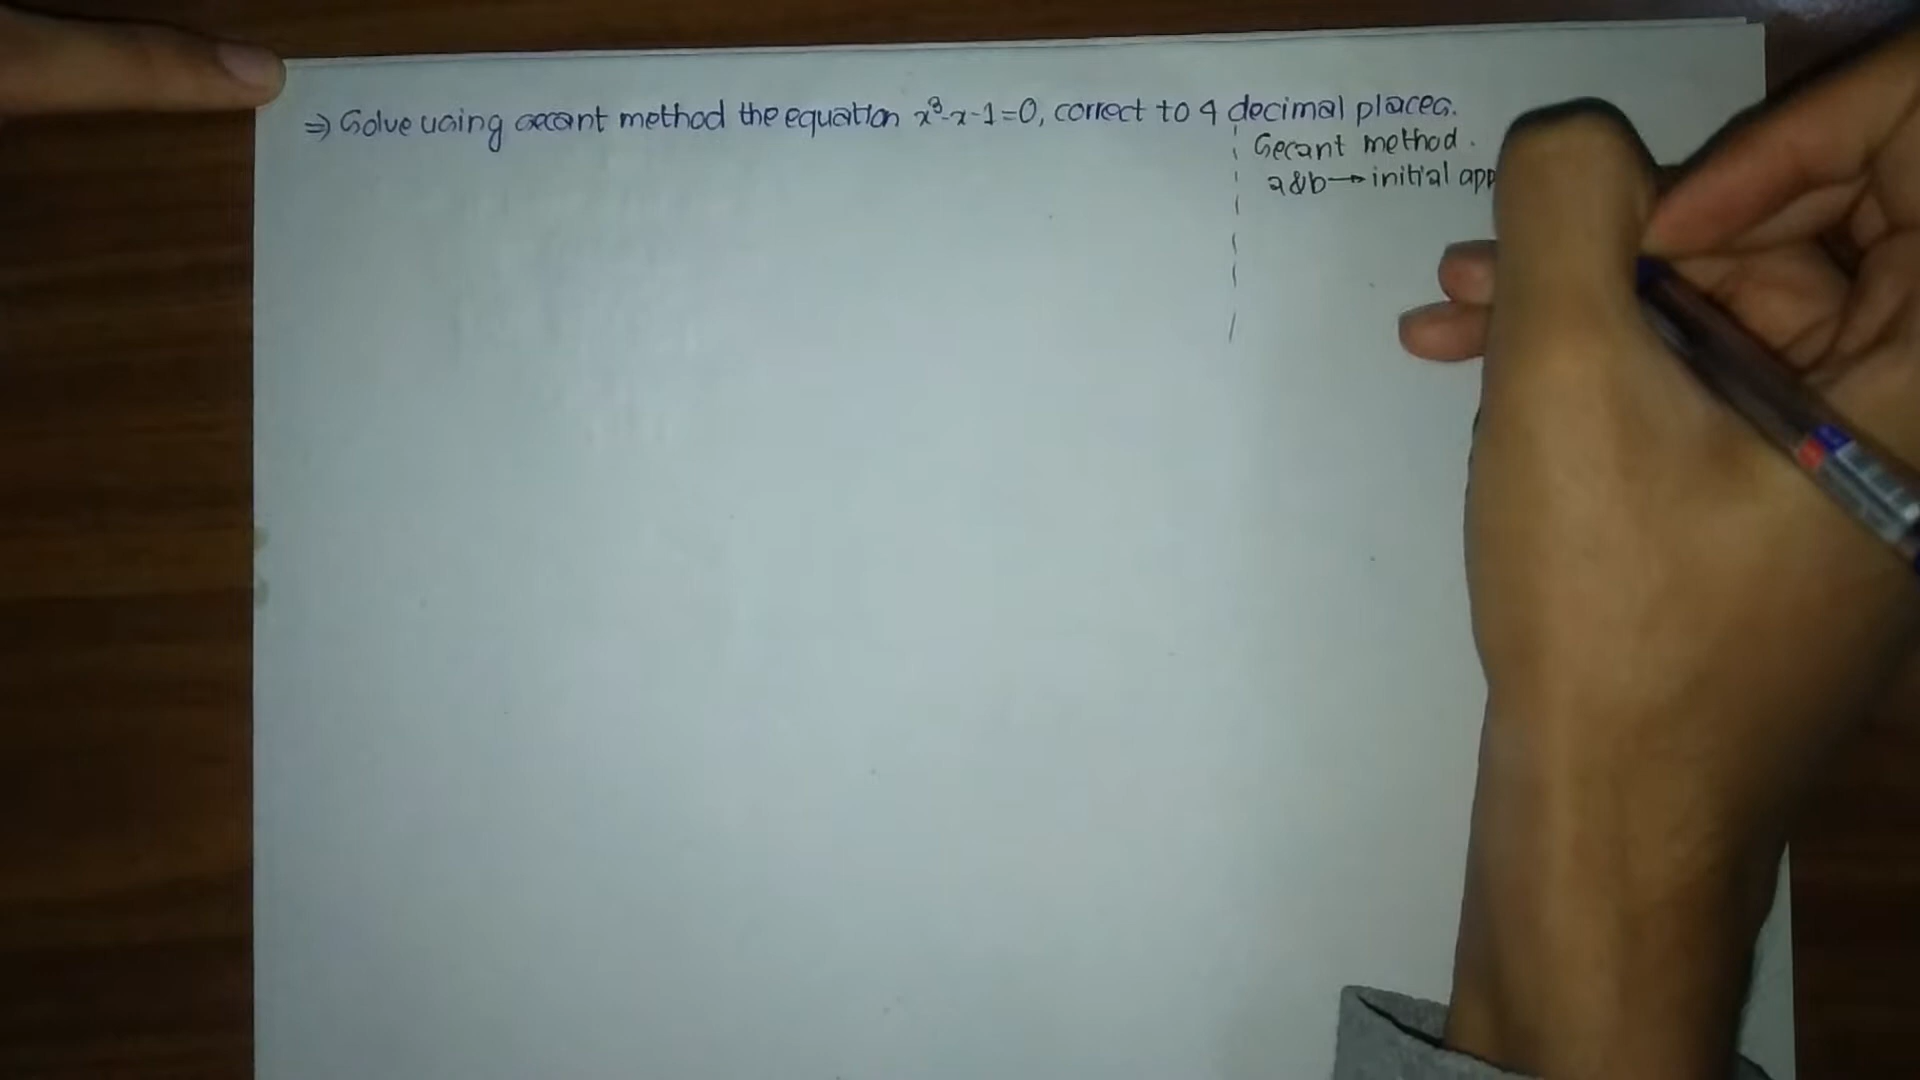 ⇒ Solve using secant method the equation x³-x-1=0, correct to 4 decimal places.
Secant method.
a&b→initial app